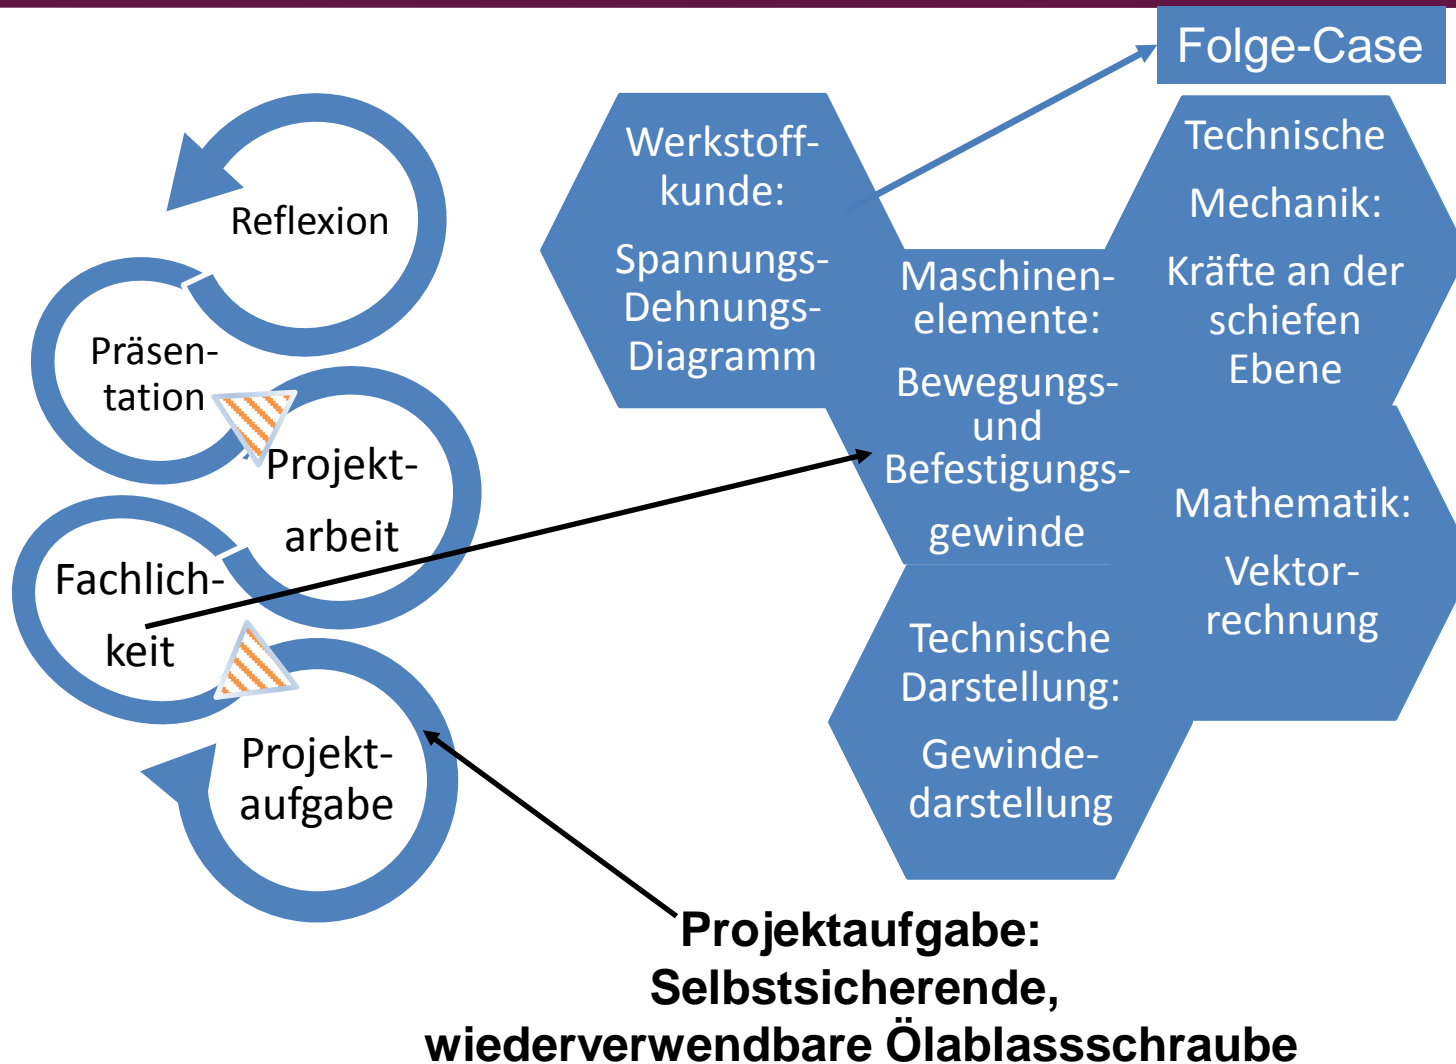 Folge-Case
Reflexion
Präsen-
tation
Projekt-
arbeit
Fachlich-
keit
Projekt-
aufgabe
Werkstoff-
kunde:
Spannungs-
Dehnungs-
Diagramm
Maschinen-
elemente:
Bewegungs-
und
Befestigungs-
gewinde
Technische
Mechanik:
Kräfte an der
schiefen
Ebene
Mathematik:
Vektor-
rechnung
Technische
Darstellung:
Gewinde-
darstellung
Projektaufgabe:
Selbstsicherende,
wiederverwendbare Ölablassschraube